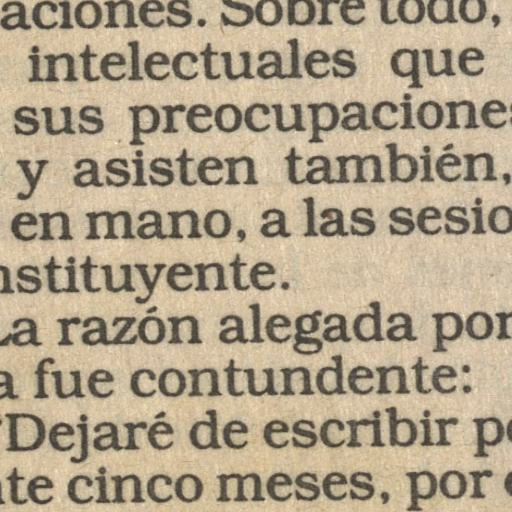 aciones. Sobre todo,
intelectuales que
sus preocupaciones
y asisten también,
en mano, a las sesio
nstituyente.
La razón alegada por
a fue contundente:
"Dejaré de escribir po
nte cinco meses, por